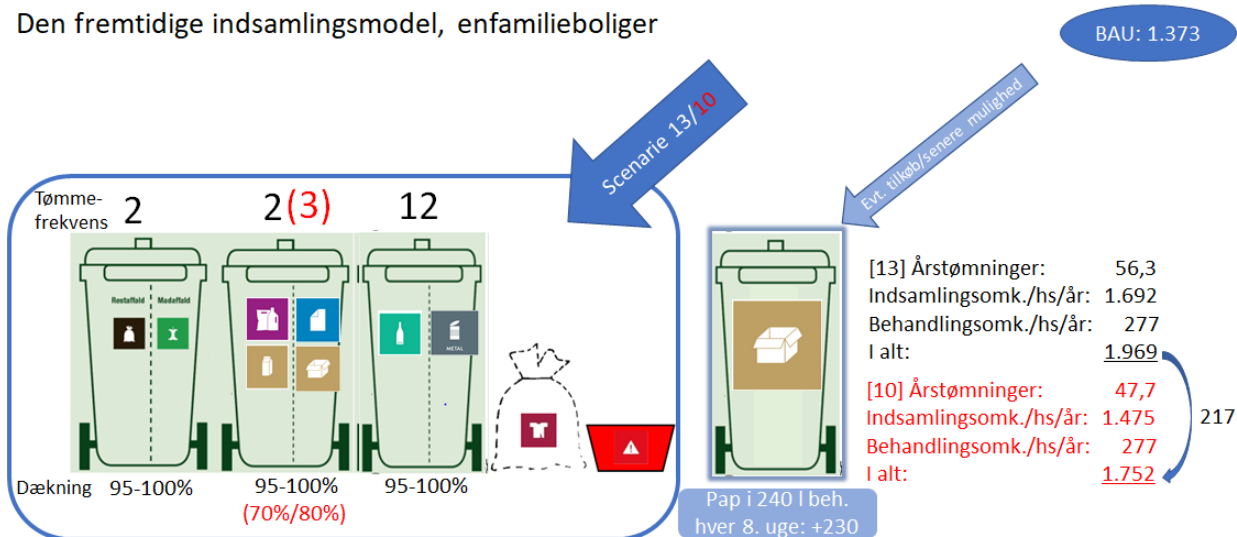 Den fremtidige indsamlingsmodel, enfamilieboliger
BAU: 1.373
Scenarie 13/10
Evt. tilkøb/senere mulighed
Tømme-
frekvens
2
2(3)
12
Restaffald
Madaffald
METAL
Dækning
95-100%
95-100%
95-100%
(70%/80%)
Pap i 240 l beh.
hver 8. uge: +230
[13] Årstømninger: 56,3
Indsamlingsomk./hs/år: 1.692
Behandlingsomk./hs/år: 277
I alt: 1.969
[10] Årstømninger: 47,7
Indsamlingsomk./hs/år: 1.475
Behandlingsomk./hs/år: 277
I alt: 1.752
217